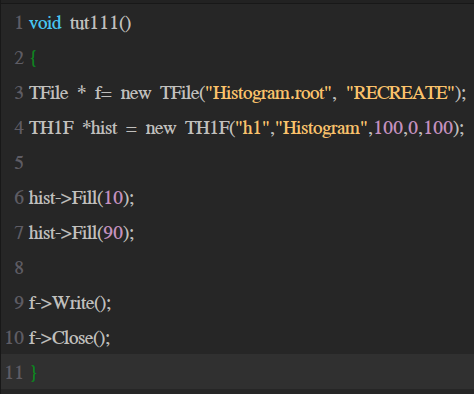 1 void tut111()
2 {
3 TFile * f= new TFile("Histogram.root", "RECREATE");
4 TH1F *hist = new TH1F("h1","Histogram",100,0,100);
5
6 hist->Fill(10);
7 hist->Fill(90);
8
9 f->Write();
10 f->Close();
11 }